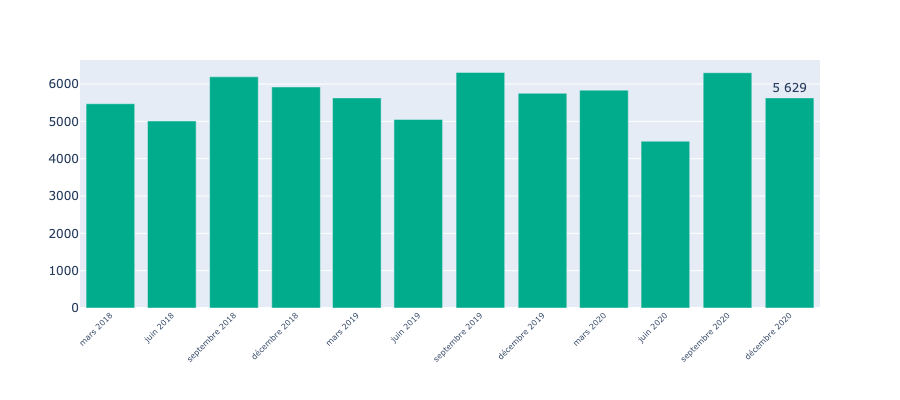 6000
5000
4000
3000
2000
1000
0
5 629
mars 2018
juin 2018
septembre 2018
décembre 2018
mars 2019
juin 2019
septembre 2019
décembre 2019
mars 2020
juin 2020
septembre 2020
décembre 2020